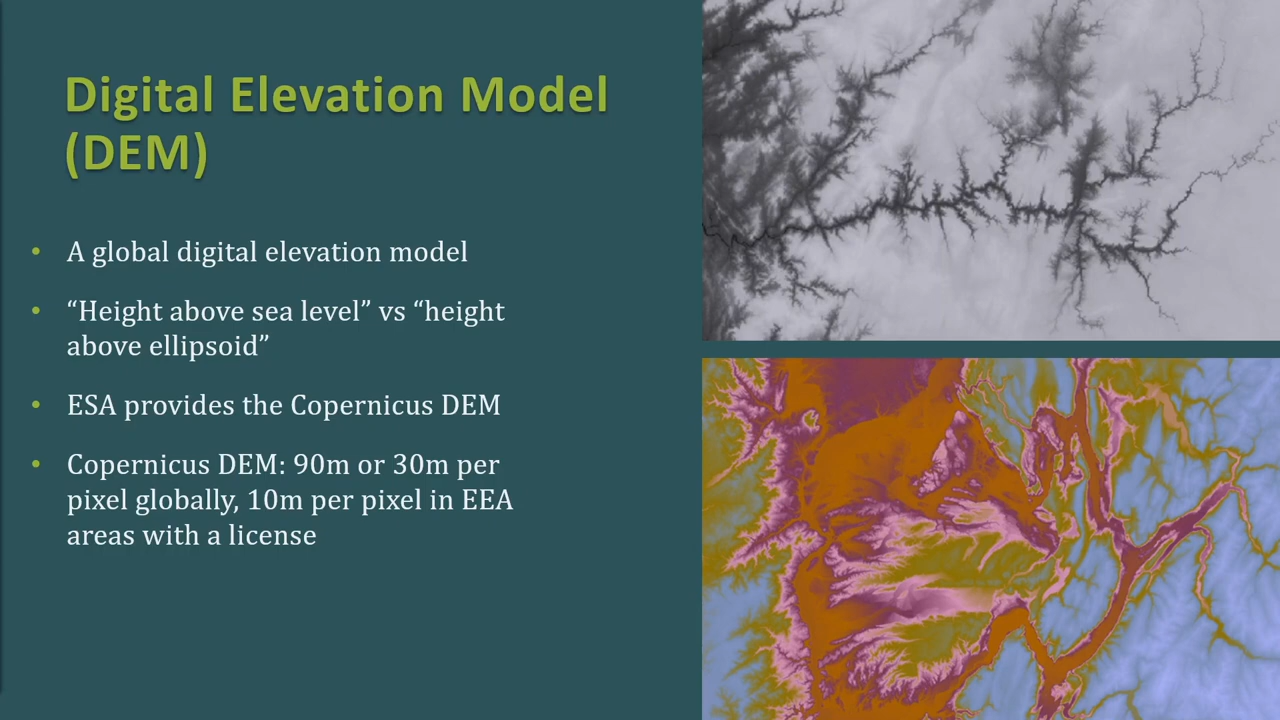 Digital Elevation Model
(DEM)
• A global digital elevation model
• “Height above sea level” vs “height
above ellipsoid”
• ESA provides the Copernicus DEM
• Copernicus DEM: 90m or 30m per
pixel globally, 10m per pixel in EEA
areas with a license